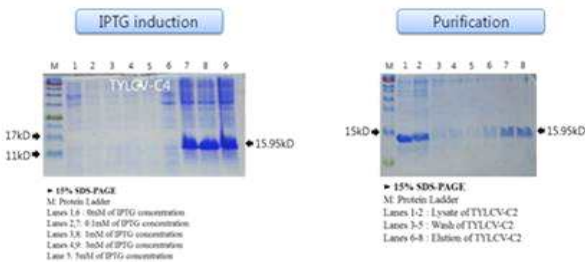 IPTG induction
M 1 2 3 4 5 6 7 8 9
TYLCV-C4
17kD
11kD
15.95kD
► 15% SDS-PAGE
M: Protein Ladder
Lanes 1,6 : 0mM of IPTG concentration
Lanes 2,7: 0.1mM of IPTG concentration
Lanes 3,8: 1mM of IPTG concentration
Lanes 4,9: 3mM of IPTG concentration
Lane 5: 5mM of IPTG concentration
Purification
M 1 2 3 4 5 6 7 8
15kD
15.95kD
► 15% SDS-PAGE
M: Protein Ladder
Lanes 1-2 : Lysate of TYLCV-C2
Lanes 3-5 : Wash of TYLCV-C2
Lanes 6-8 : Elution of TYLCV-C2